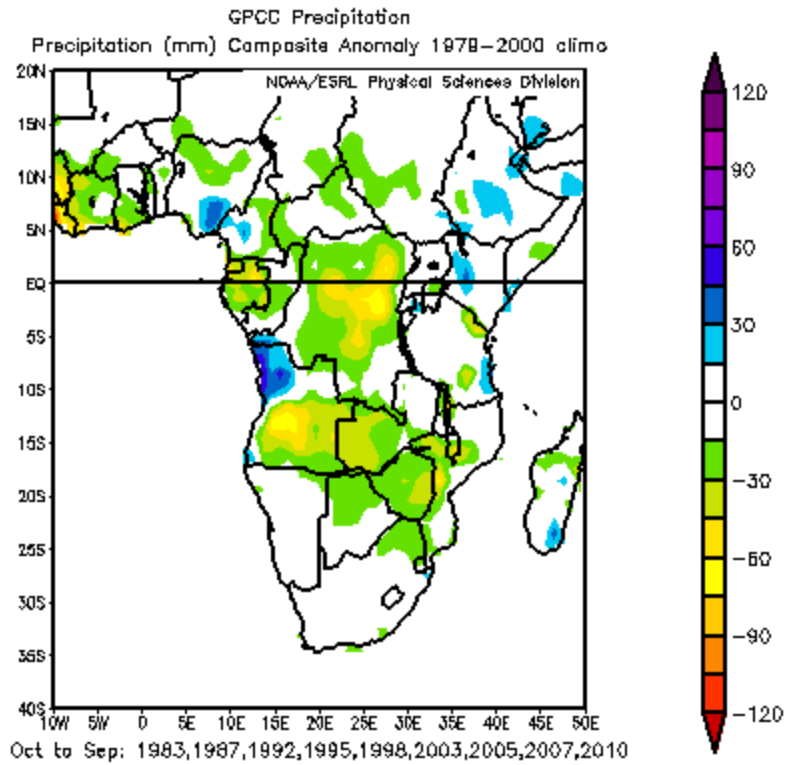 GPCC Precipitation
Precipitation (mm) Composite Anomaly 1979-2000 climo
NOAA/ESRL Physical Sciences Division
20N
15N
10N
5N
EQ
5S
10S
15S
20S
25S
30S
35S
40S
10W 5W 0 5E 10E 15E 20E 25E 30E 35E 40E 45E 50E
120
90
60
30
0
-30
-60
-90
-120
Oct to Sep: 1983,1987,1992,1995,1998,2003,2005,2007,2010